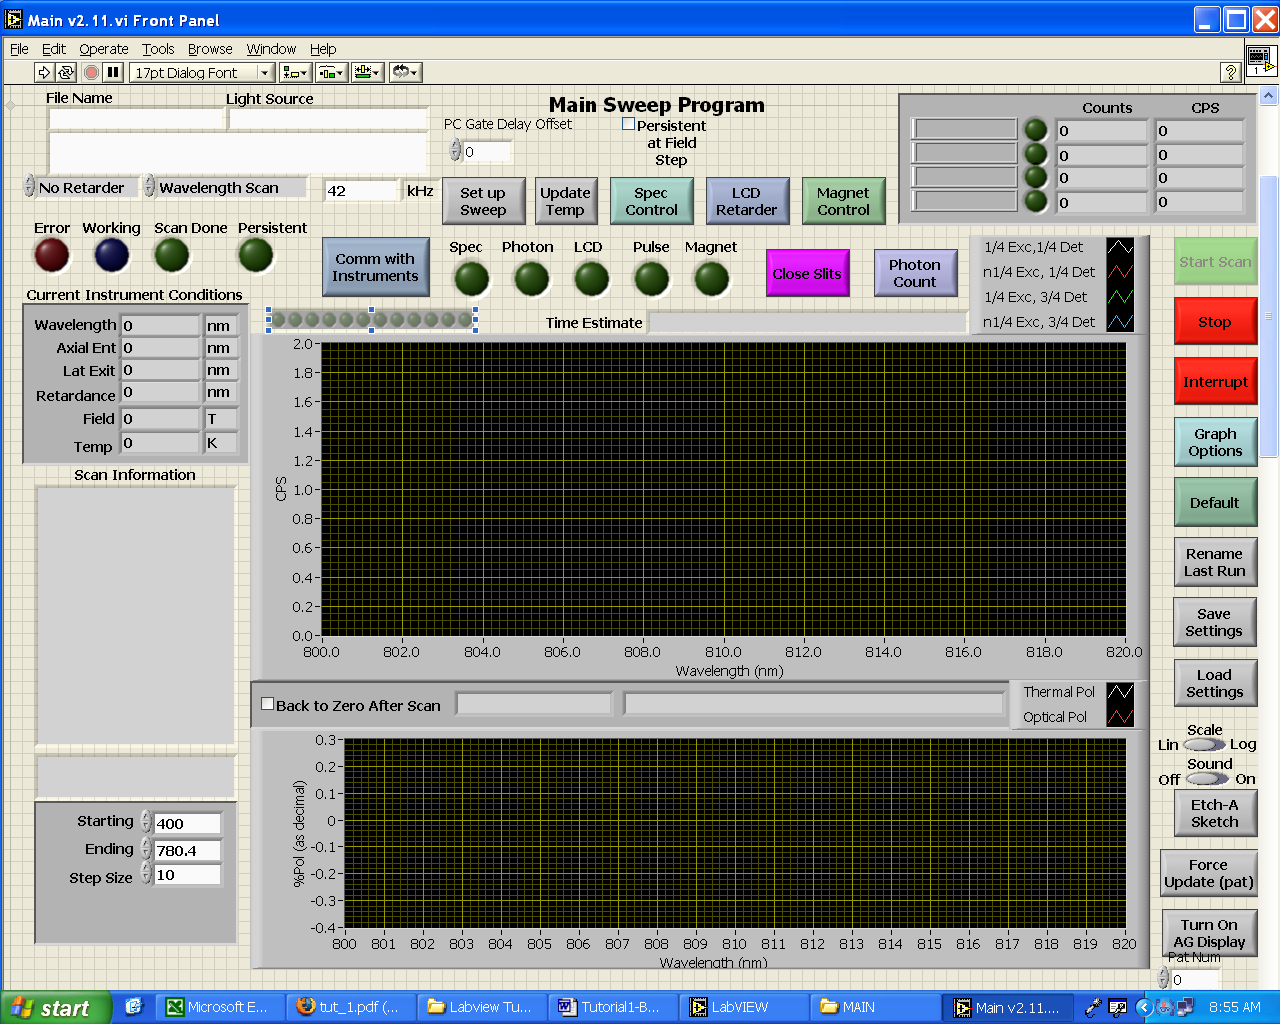 Main v2.11.vi Front Panel
File Edit Operate Tools Browse Window Help
17pt Dialog Font
?
1
File Name
Light Source
Main Sweep Program
PC Gate Delay Offset
0
Persistent
at Field
Step
Counts CPS
0 0
0 0
0 0
0 0
No Retarder
Wavelength Scan
42 kHz
Set up
Sweep
Update
Temp
Spec
Control
LCD
Retarder
Magnet
Control
Error Working Scan Done Persistent
Comm with
Instruments
Spec Photon LCD Pulse Magnet
Close Slits
Photon
Count
1/4 Exc,1/4 Det
n1/4 Exc, 1/4 Det
1/4 Exc, 3/4 Det
n1/4 Exc, 3/4 Det
Start Scan
Stop
Interrupt
Graph
Options
Default
Rename
Last Run
Save
Settings
Load
Settings
Scale
Lin Log
Sound
Off On
Etch-A
Sketch
Force
Update (pat)
Turn On
AG Display
Pat Num
0
Current Instrument Conditions
Wavelength 0 nm
Axial Ent 0 nm
Lat Exit 0 nm
Retardance 0 nm
Field 0 T
Temp 0 K
Scan Information
Time Estimate
2.0
1.8
1.6
1.4
1.2
1.0
0.8
0.6
0.4
0.2
0.0
CPS
800.0 802.0 804.0 806.0 808.0 810.0 812.0 814.0 816.0 818.0 820.0
Wavelength (nm)
Back to Zero After Scan
Thermal Pol
Optical Pol
0.3
0.2
0.1
0
-0.1
-0.2
-0.3
-0.4
%Pol (as decimal)
800 801 802 803 804 805 806 807 808 809 810 811 812 813 814 815 816 817 818 819 820
Wavelength (nm)
Starting 400
Ending 780.4
Step Size 10
start
Microsoft E...
tut_1.pdf (...
Labview Tu...
Tutorial1-B...
LabVIEW
MAIN
Main v2.11....
8:55 AM